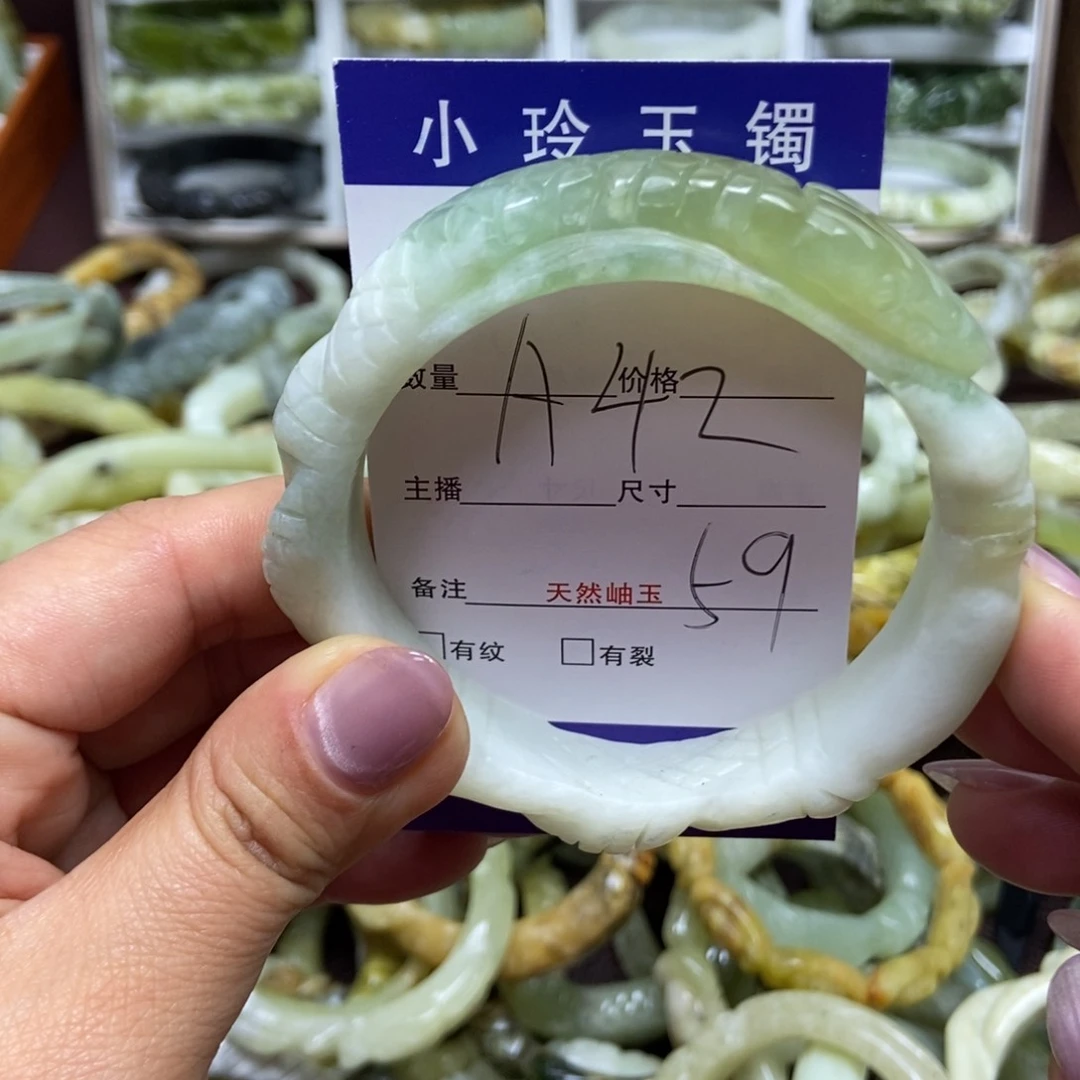 小玲玉镯
数量 A42 价格
主播 尺寸
备注 天然岫玉 59
有纹 有裂